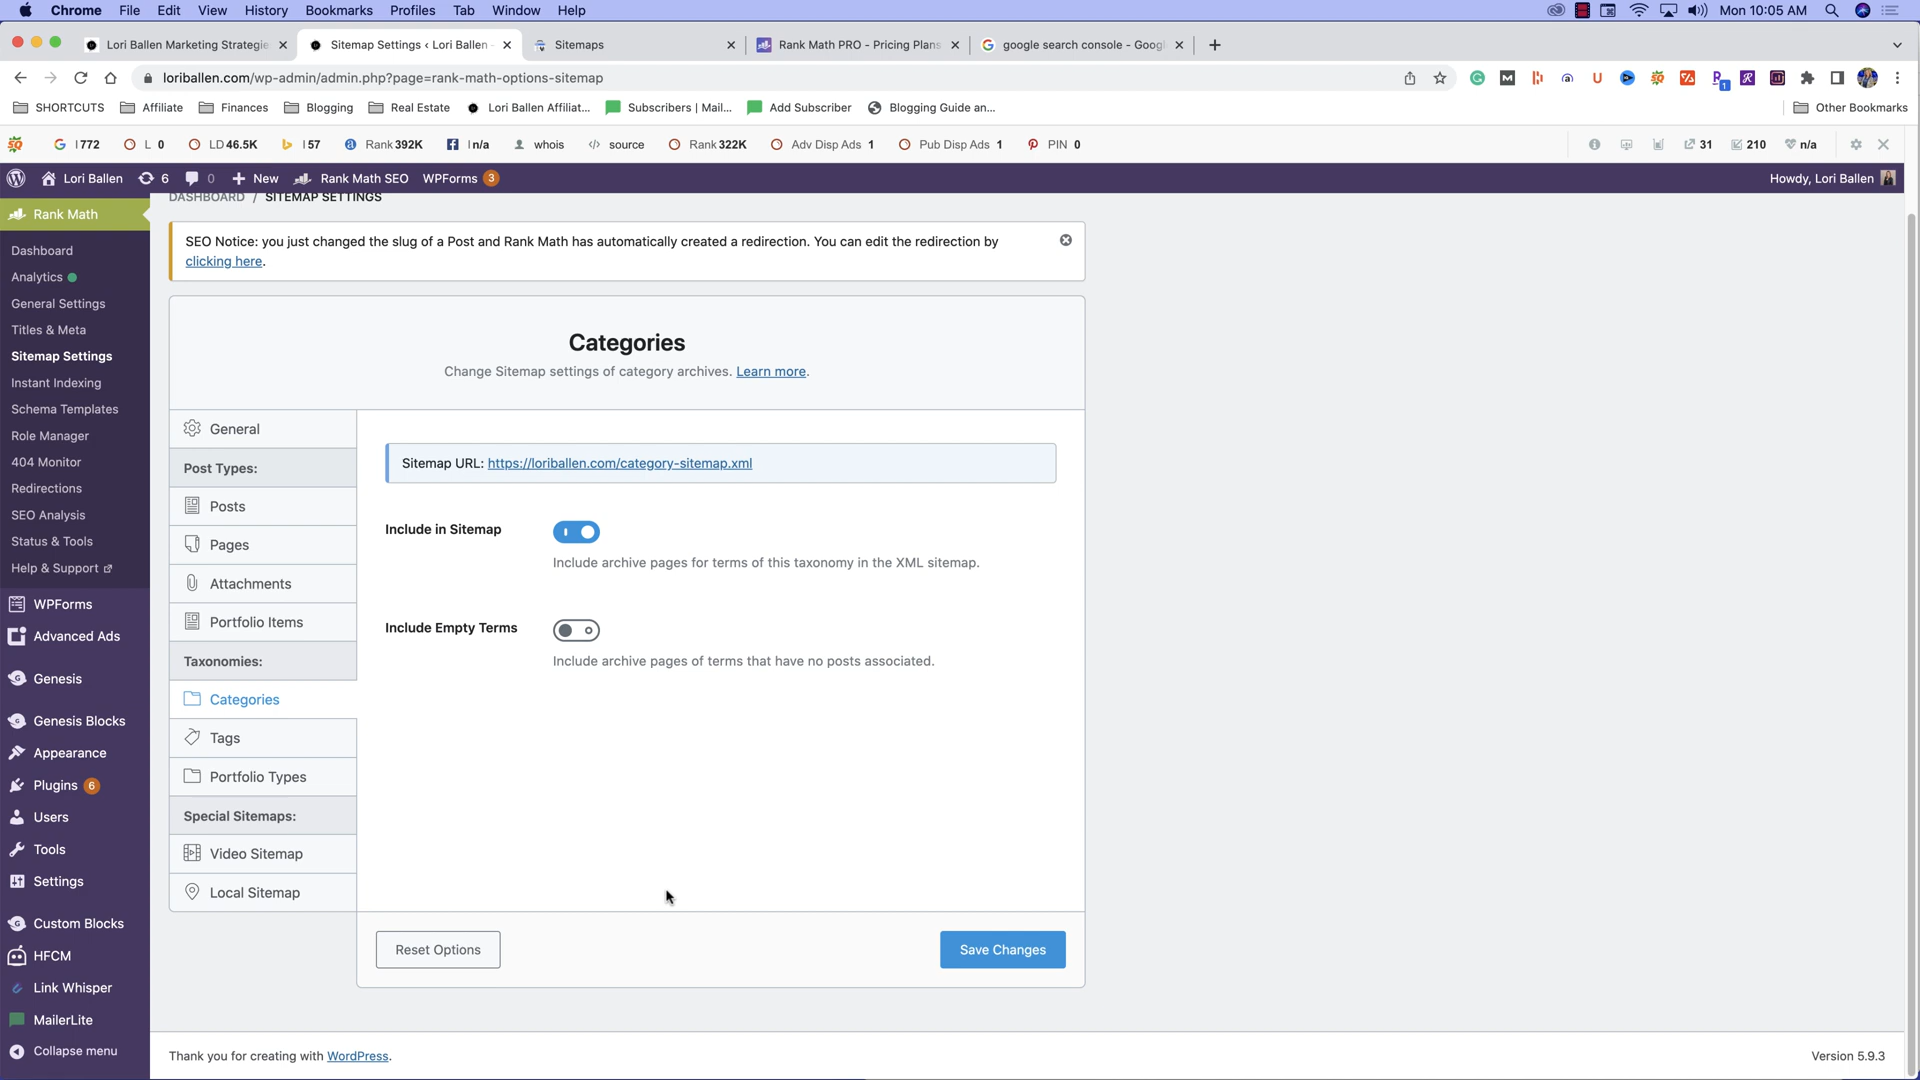 Chrome File Edit View History Bookmarks Profiles Tab Window Help Mon 10:05 AM
Lori Ballen Marketing Strategie Sitemap Settings ‹ Lori Ballen - Sitemaps Rank Math PRO - Pricing Plans google search console - Googl
loriballen.com/wp-admin/admin.php?page=rank-math-options-sitemap
SHORTCUTS Affiliate Finances Blogging Real Estate Lori Ballen Affiliat... Subscribers | Mail... Add Subscriber Blogging Guide an... Other Bookmarks
I 772 L 0 LD 46.5K I 57 Rank 392K n/a whois source Rank 322K Adv Disp Ads 1 Pub Disp Ads 1 PIN 0 31 210 n/a
Lori Ballen 6 0 New Rank Math SEO WPForms 3 Howdy, Lori Ballen
DASHBOARD / SITEMAP SETTINGS
Rank Math
Dashboard
Analytics
General Settings
Titles & Meta
Sitemap Settings
Instant Indexing
Schema Templates
Role Manager
404 Monitor
Redirections
SEO Analysis
Status & Tools
Help & Support
WPForms
Advanced Ads
Genesis
Genesis Blocks
Appearance
Plugins 6
Users
Tools
Settings
Custom Blocks
HFCM
Link Whisper
MailerLite
Collapse menu
SEO Notice: you just changed the slug of a Post and Rank Math has automatically created a redirection. You can edit the redirection by
clicking here.
Categories
Change Sitemap settings of category archives. Learn more.
General
Post Types:
Posts
Pages
Attachments
Portfolio Items
Taxonomies:
Categories
Tags
Portfolio Types
Special Sitemaps:
Video Sitemap
Local Sitemap
Sitemap URL: https://loriballen.com/category-sitemap.xml
Include in Sitemap
Include archive pages for terms of this taxonomy in the XML sitemap.
Include Empty Terms
Include archive pages of terms that have no posts associated.
Reset Options Save Changes
Thank you for creating with WordPress. Version 5.9.3